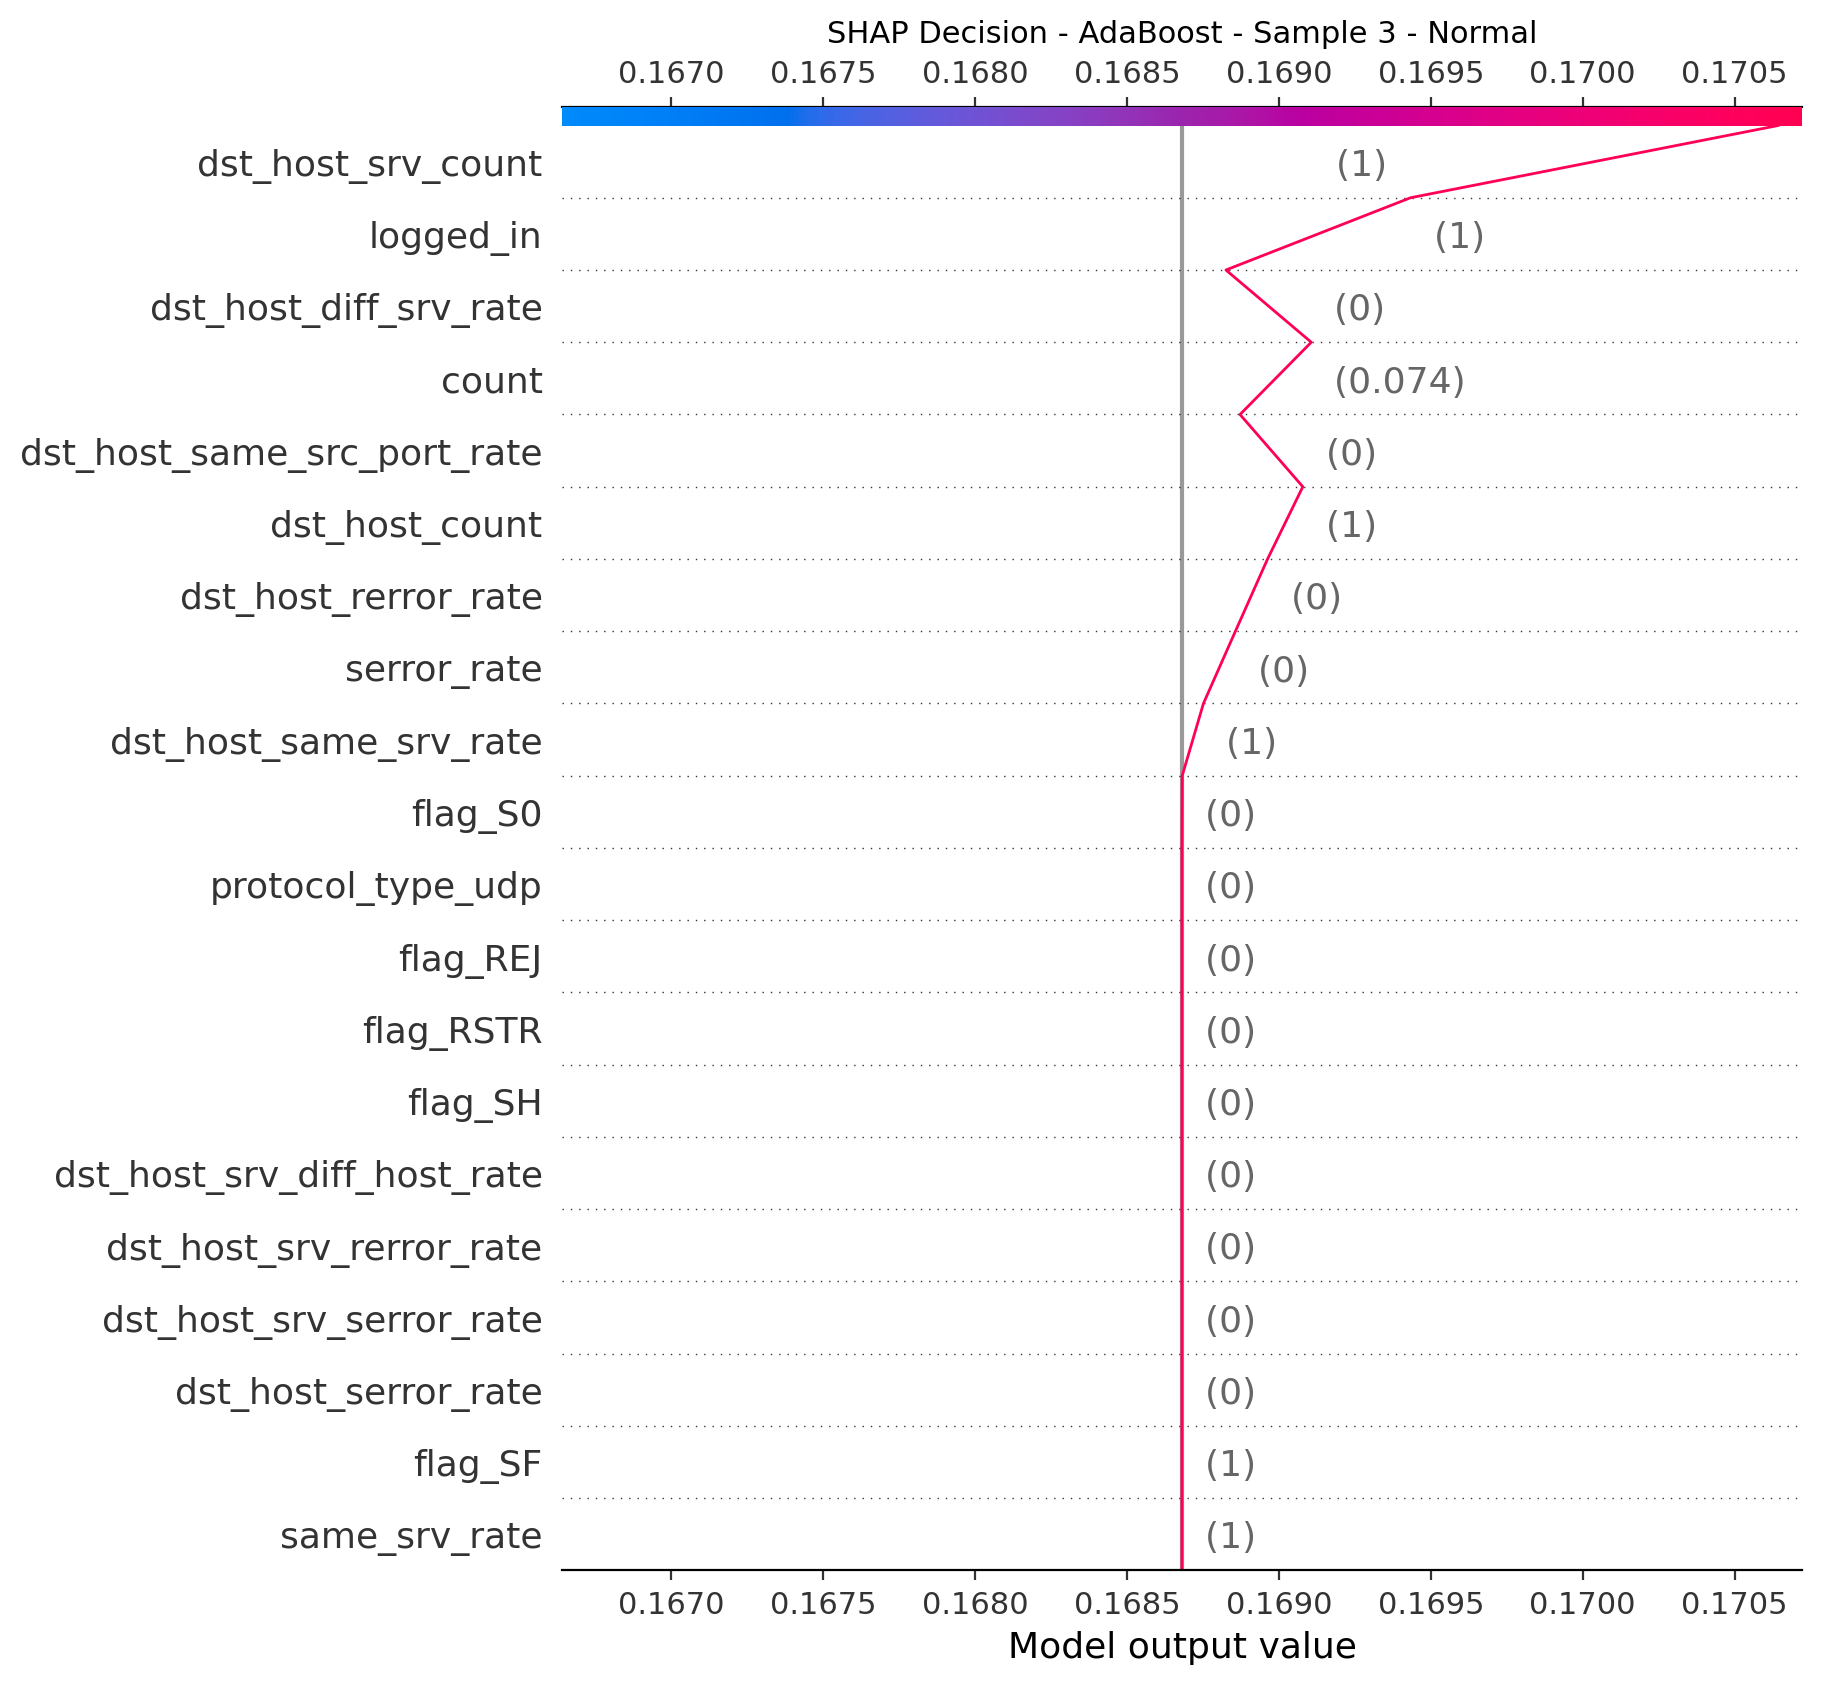 SHAP Decision - AdaBoost - Sample 3 - Normal
0.1670 0.1675 0.1680 0.1685 0.1690 0.1695 0.1700 0.1705
dst_host_srv_count (1)
logged_in (1)
dst_host_diff_srv_rate (0)
count (0.074)
dst_host_same_src_port_rate (0)
dst_host_count (1)
dst_host_rerror_rate (0)
serror_rate (0)
dst_host_same_srv_rate (1)
flag_S0 (0)
protocol_type_udp (0)
flag_REJ (0)
flag_RSTR (0)
flag_SH (0)
dst_host_srv_diff_host_rate (0)
dst_host_srv_rerror_rate (0)
dst_host_srv_serror_rate (0)
dst_host_serror_rate (0)
flag_SF (1)
same_srv_rate (1)
0.1670 0.1675 0.1680 0.1685 0.1690 0.1695 0.1700 0.1705
Model output value